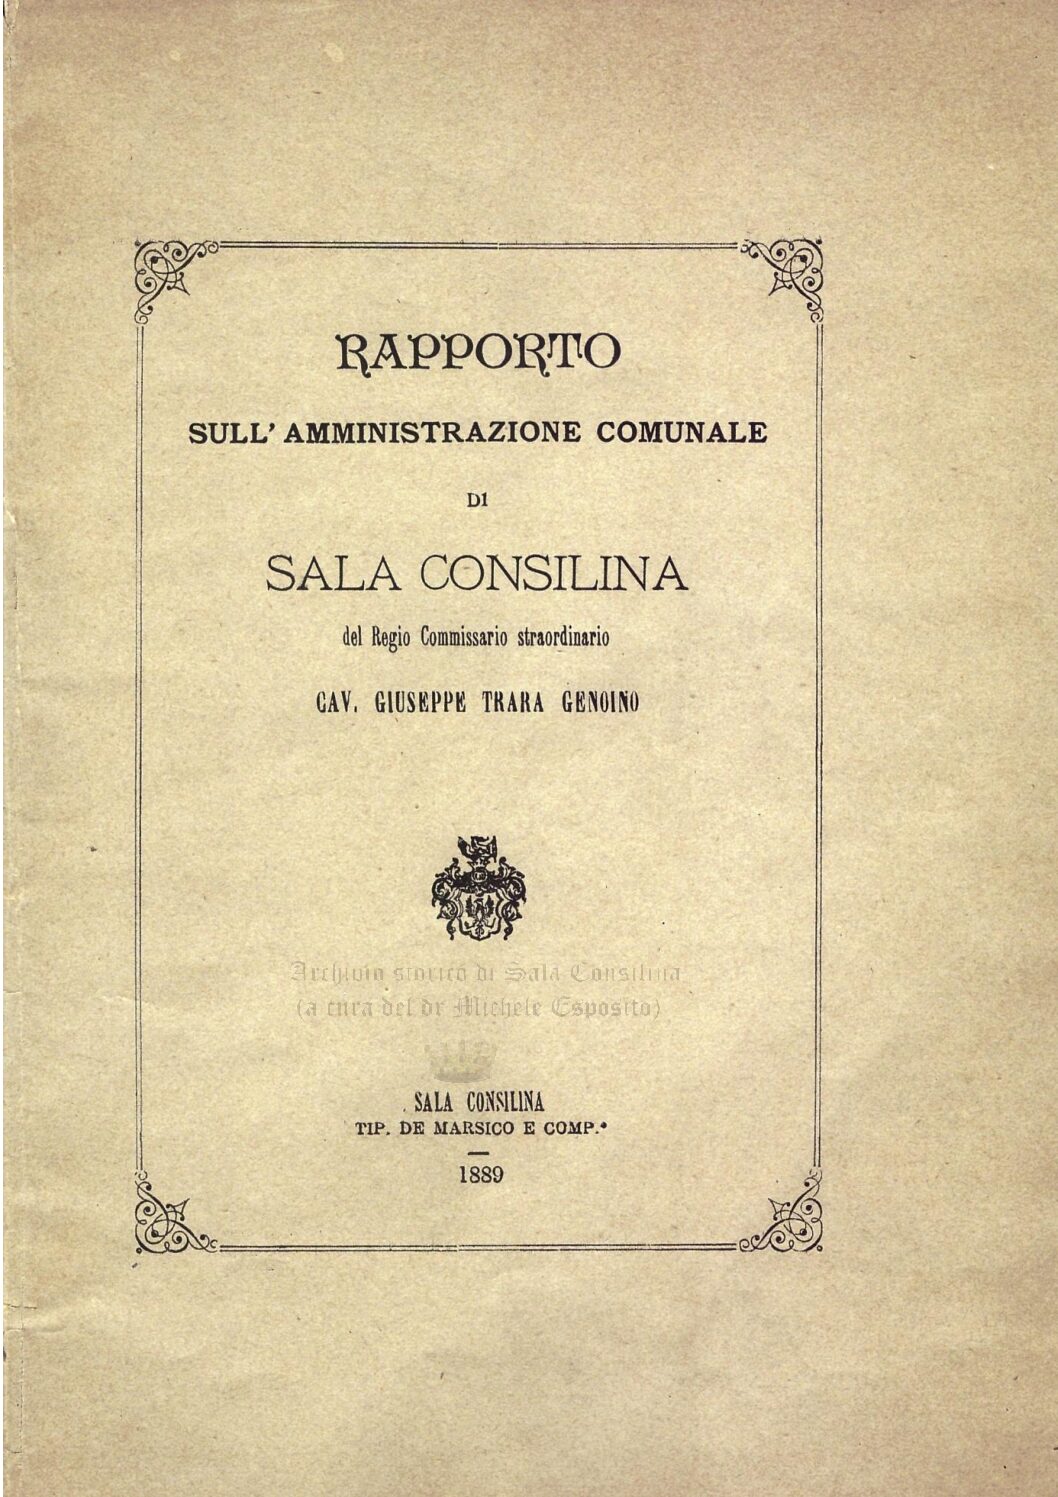 RAPPORTO
SULL' AMMINISTRAZIONE COMUNALE
DI
SALA CONSILINA
del Regio Commissario straordinario
CAV. GIUSEPPE TRARA GENOINO
Archivio storico di Sala Consilina
(a cura del dr Michele Esposito)
SALA CONSILINA
TIP. DE MARSICO E COMP.ª
1889